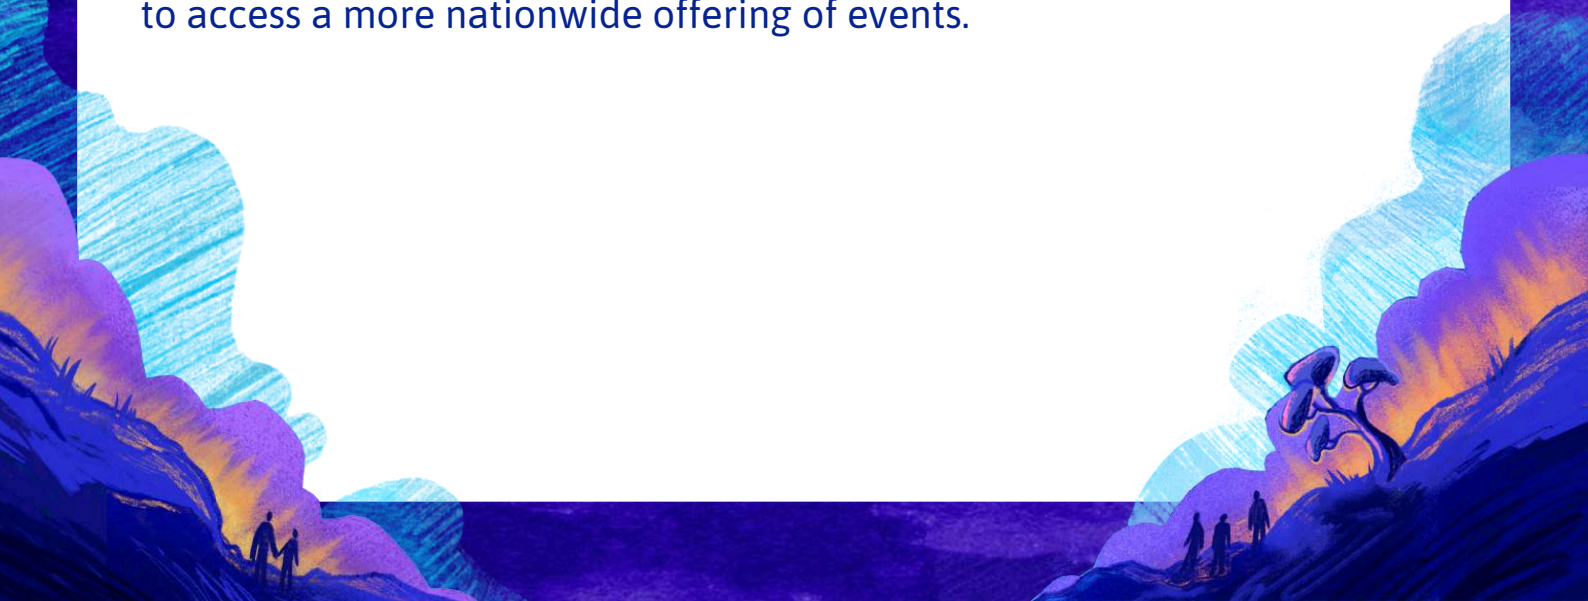 to access a more nationwide offering of events.